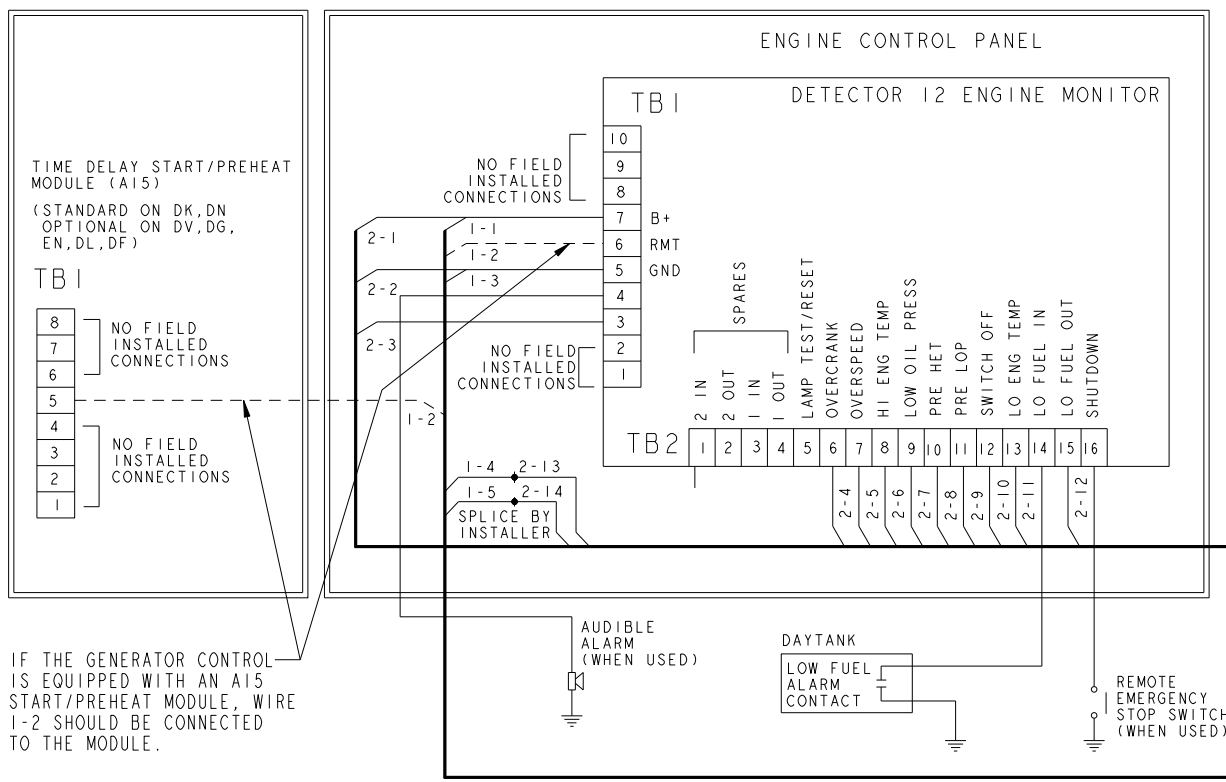 ENGINE CONTROL PANEL
DETECTOR 12 ENGINE MONITOR
TB1
10
9
8
7
6
5
4
3
2
1
NO FIELD
INSTALLED
CONNECTIONS
B+
RMT
GND
NO FIELD
INSTALLED
CONNECTIONS
2-1
1-1
1-2
1-3
2-2
2-3
TIME DELAY START/PREHEAT
MODULE (A15)
(STANDARD ON DK,DN
OPTIONAL ON DV,DG,
EN,DL,DF)
TB1
8
7
6
5
4
3
2
1
NO FIELD
INSTALLED
CONNECTIONS
NO FIELD
INSTALLED
CONNECTIONS
1-2
1-4 2-13
1-5 2-14
SPLICE BY
INSTALLER
SPARES
2 IN
2 OUT
1 IN
1 OUT
LAMP TEST/RESET
OVERCRANK
OVERSPEED
HI ENG TEMP
LOW OIL PRESS
PRE HET
PRE LOP
SWITCH OFF
LO ENG TEMP
LO FUEL IN
LO FUEL OUT
SHUTDOWN
TB2
1 2 3 4 5 6 7 8 9 10 11 12 13 14 15 16
2-4
2-5
2-6
2-7
2-8
2-9
2-10
2-11
2-12
AUDIBLE
ALARM
(WHEN USED)
DAYTANK
LOW FUEL
ALARM
CONTACT
REMOTE
EMERGENCY
STOP SWITCH
(WHEN USED)
IF THE GENERATOR CONTROL
IS EQUIPPED WITH AN A15
START/PREHEAT MODULE, WIRE
1-2 SHOULD BE CONNECTED
TO THE MODULE.